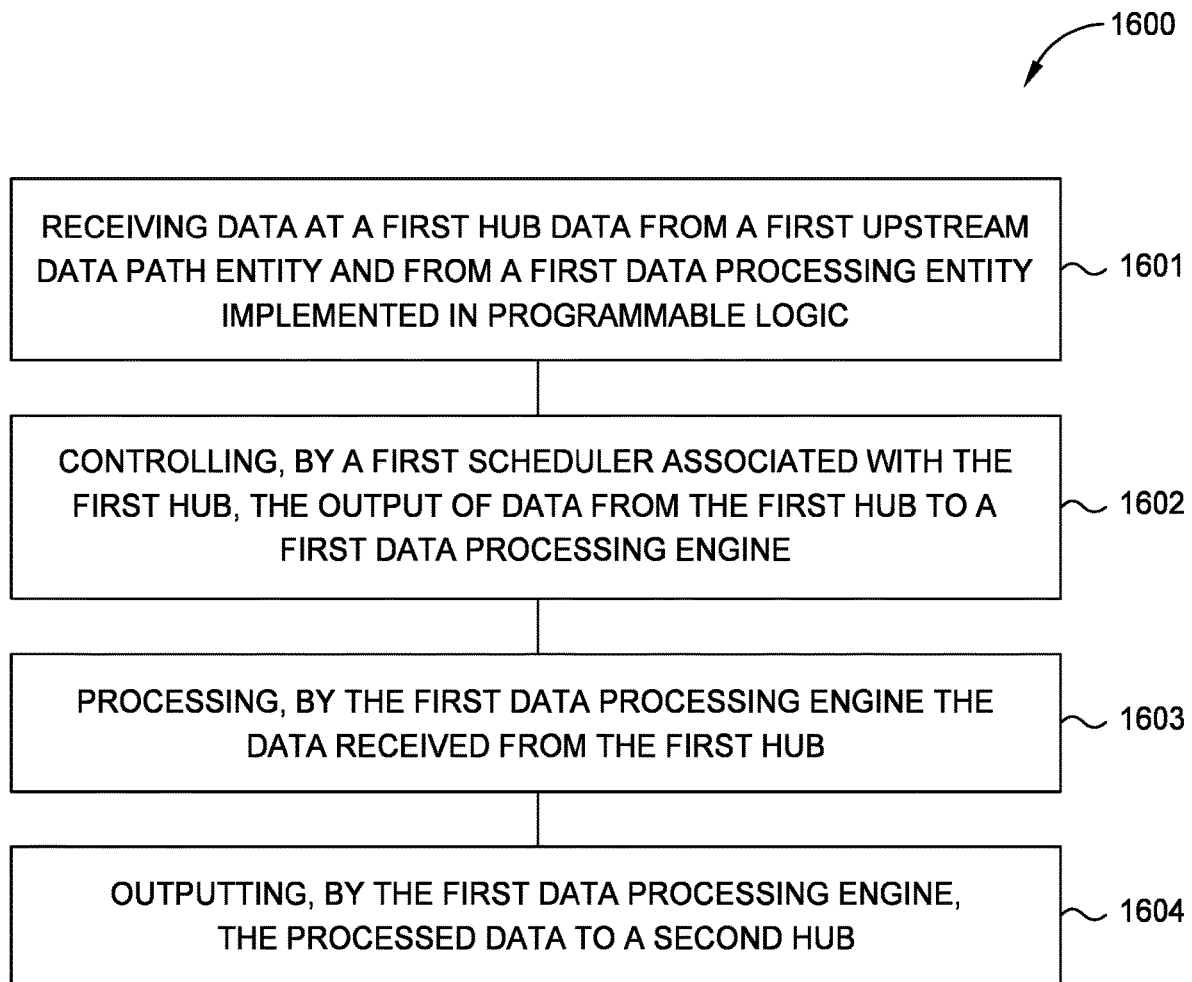 1600
RECEIVING DATA AT A FIRST HUB DATA FROM A FIRST UPSTREAM
DATA PATH ENTITY AND FROM A FIRST DATA PROCESSING ENTITY
IMPLEMENTED IN PROGRAMMABLE LOGIC
1601
CONTROLLING, BY A FIRST SCHEDULER ASSOCIATED WITH THE
FIRST HUB, THE OUTPUT OF DATA FROM THE FIRST HUB TO A
FIRST DATA PROCESSING ENGINE
1602
PROCESSING, BY THE FIRST DATA PROCESSING ENGINE THE
DATA RECEIVED FROM THE FIRST HUB
1603
OUTPUTTING, BY THE FIRST DATA PROCESSING ENGINE,
THE PROCESSED DATA TO A SECOND HUB
1604